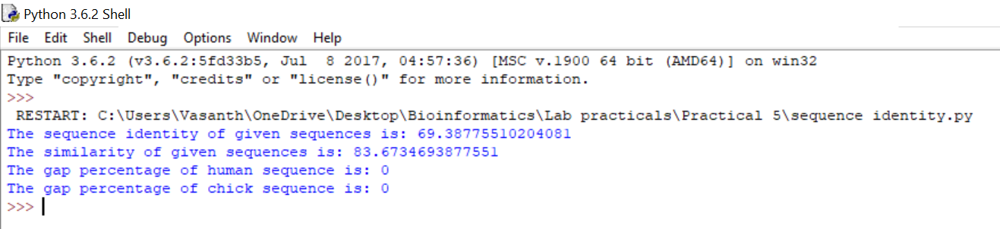 Python 3.6.2 Shell
File Edit Shell Debug Options Window Help
Python 3.6.2 (v3.6.2:5fd33b5, Jul  8 2017, 04:57:36) [MSC v.1900 64 bit (AMD64)] on win32
Type "copyright", "credits" or "license()" for more information.
>>>
 RESTART: C:\Users\Vasanth\OneDrive\Desktop\Bioinformatics\Lab practicals\Practical 5\sequence identity.py
The sequence identity of given sequences is: 69.38775510204081
The similarity of given sequences is: 83.6734693877551
The gap percentage of human sequence is: 0
The gap percentage of chick sequence is: 0
>>>